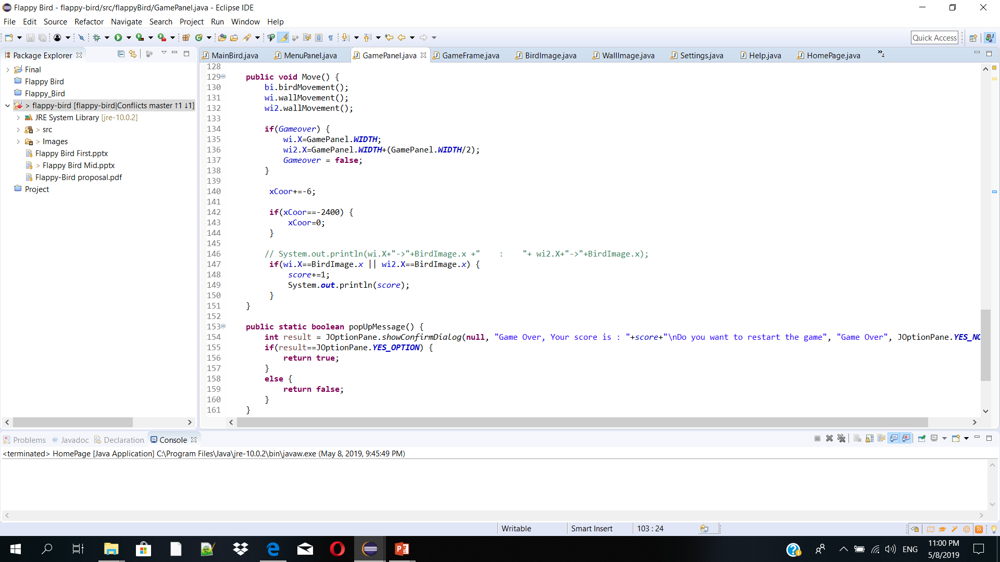 Flappy Bird - flappy-bird/src/flappyBird/GamePanel.java - Eclipse IDE
File Edit Source Refactor Navigate Search Project Run Window Help
Quick Access
Package Explorer
MainBird.java MenuPanel.java GamePanel.java GameFrame.java BirdImage.java WallImage.java Settings.java Help.java HomePage.java »4
Final
Flappy Bird
Flappy_Bird
> flappy-bird [flappy-bird|Conflicts master ↑1 ↓1]
JRE System Library [jre-10.0.2]
> src
> Images
Flappy Bird First.pptx
> Flappy Bird Mid.pptx
Flappy-Bird proposal.pdf
Project
128
129 public void Move() {
130 bi.birdMovement();
131 wi.wallMovement();
132 wi2.wallMovement();
133
134 if(Gameover) {
135 wi.X=GamePanel.WIDTH;
136 wi2.X=GamePanel.WIDTH+(GamePanel.WIDTH/2);
137 Gameover = false;
138 }
139
140 xCoor+=-6;
141
142 if(xCoor==-2400) {
143 xCoor=0;
144 }
145
146 // System.out.println(wi.X+"->"+BirdImage.x +"    :    "+ wi2.X+"->"+BirdImage.x);
147 if(wi.X==BirdImage.x || wi2.X==BirdImage.x) {
148 score+=1;
149 System.out.println(score);
150 }
151 }
152
153 public static boolean popUpMessage() {
154 int result = JOptionPane.showConfirmDialog(null, "Game Over, Your score is : "+score+"\nDo you want to restart the game", "Game Over", JOptionPane.YES_NO
155 if(result==JOptionPane.YES_OPTION) {
156 return true;
157 }
158 else {
159 return false;
160 }
161 }
Problems @ Javadoc Declaration Console
<terminated> HomePage [Java Application] C:\Program Files\Java\jre-10.0.2\bin\javaw.exe (May 8, 2019, 9:45:49 PM)
Writable Smart Insert 103 : 24
ENG
11:00 PM
5/8/2019